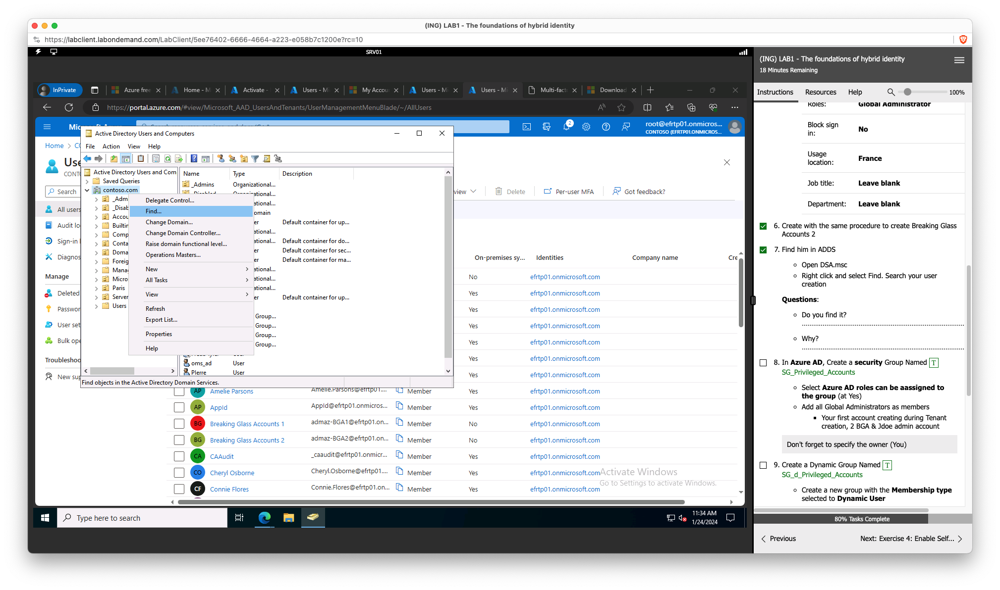 (ING) LAB1 - The foundations of hybrid identity
https://labclient.labondemand.com/LabClient/5ee76402-6666-4664-a223-e058b7c1200e?rc=10
SRV01
InPrivate
Azure free
Home - M
Activate -
Users - Mi
My Accou
Users - Mi
Users - Mi
Multi-facto
Download
https://portal.azure.com/#view/Microsoft_AAD_UsersAndTenants/UserManagementMenuBlade/~/AllUsers
2
root@efrtp01.onmicros...
CONTOSO (EFRTP01.ONMICROS...
Home > CO
Use
CONTO
Search
All users
Audit lo
Sign-in l
Diagnos
Manage
Deleted
Passwor
User set
Bulk ope
Troubleshoo
New sup
Active Directory Users and Computers
File Action View Help
Active Directory Users and Com
Saved Queries
contoso.com
_Adm
_Disab
Accou
Builtin
Comp
Conta
Doma
Foreig
Manag
Micros
Paris
Server
Users
Name Type Description
_Admins Organizational...
_Disabled Organizational...
ational...
omain
er Default container for up...
ational...
ational... Default container for do...
er Default container for sec...
er Default container for ma...
ational...
ational...
ational...
er Default container for up...
Group...
Group...
Group...
Group...
oms_ad User
PIerre User
Delegate Control...
Find...
Change Domain...
Change Domain Controller...
Raise domain functional level...
Operations Masters...
New
All Tasks
View
Refresh
Export List...
Properties
Help
Find objects in the Active Directory Domain Services.
view
Delete
Per-user MFA
Got feedback?
On-premises sy... Identities Company name Cre
No efrtp01.onmicrosoft.com
Yes efrtp01.onmicrosoft.com
Yes efrtp01.onmicrosoft.com
Yes efrtp01.onmicrosoft.com
Yes efrtp01.onmicrosoft.com
Yes efrtp01.onmicrosoft.com
Yes efrtp01.onmicrosoft.com
AP Amelie Parsons Amelie.Parsons@efrtp01.... Member Yes efrtp01.onmicrosoft.com
AP AppId AppId@efrtp01.onmicros... Member Yes efrtp01.onmicrosoft.com
BG Breaking Glass Accounts 1 admaz-BGA1@efrtp01.on... Member No efrtp01.onmicrosoft.com
BG Breaking Glass Accounts 2 admaz-BGA2@efrtp01.on... Member No efrtp01.onmicrosoft.com
CA CAAudit _caaudit@efrtp01.onmicr... Member Yes efrtp01.onmicrosoft.com
CO Cheryl Osborne Cheryl.Osborne@efrtp01.... Member Yes efrtp01.onmicrosoft.com
CF Connie Flores Connie.Flores@efrtp01.on... Member Yes efrtp01.onmicrosoft.com
Activate Windows
Go to Settings to activate Windows.
Type here to search
11:34 AM
1/24/2024
(ING) LAB1 - The foundations of hybrid identity
18 Minutes Remaining
Instructions Resources Help 100%
Roles: Global Administrator
Block sign in: No
Usage location: France
Job title: Leave blank
Department: Leave blank
6. Create with the same procedure to create Breaking Glass
Accounts 2
7. Find him in ADDS
Open DSA.msc
Right click and select Find. Search your user
creation
Questions:
Do you find it?
Why?
8. In Azure AD, Create a security Group Named T
SG_Privileged_Accounts
Select Azure AD roles can be aassigned to
the group (at Yes)
Add all Global Administrators as members
Your first account creating during Tenant
creation, 2 BGA & Jdoe admin account
Don't forget to specify the owner (You)
9. Create a Dynamic Group Named T
SG_d_Privileged_Accounts
Create a new group with the Membership type
selected to Dynamic User
80% Tasks Complete
Previous
Next: Exercise 4: Enable Self...